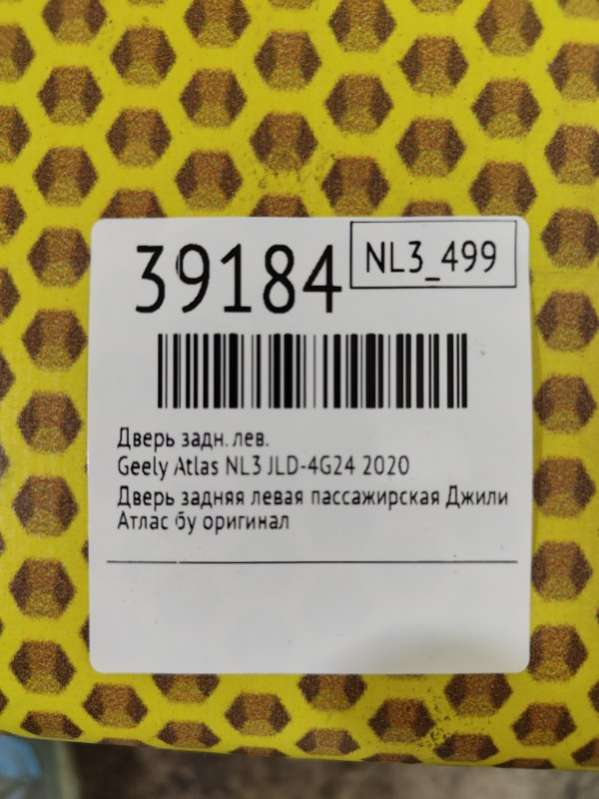 39184
NL3_499
Дверь задн. лев.
Geely Atlas NL3 JLD-4G24 2020
Дверь задняя левая пассажирская Джили
Атлас бу оригинал